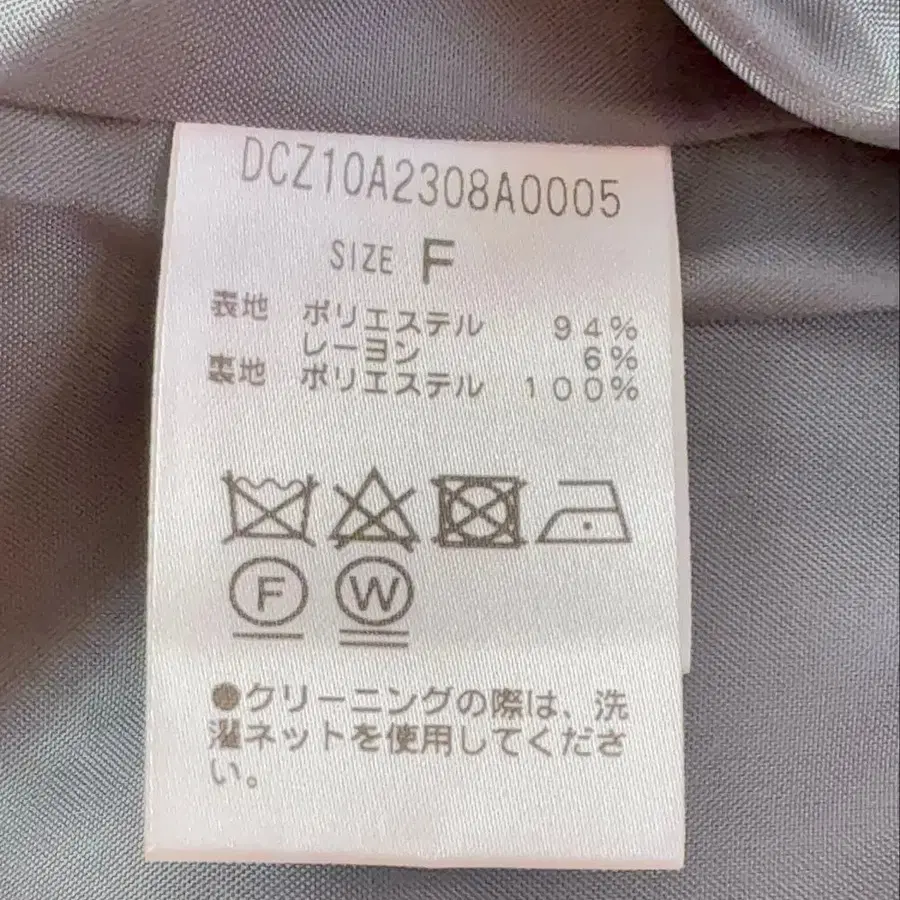 DCZ10A2308A0005
SIZE F
表地 ポリエステル 94%
レーヨン 6%
裏地 ポリエステル 100%
F W
●クリーニングの際は、洗
濯ネットを使用してくださ
い。